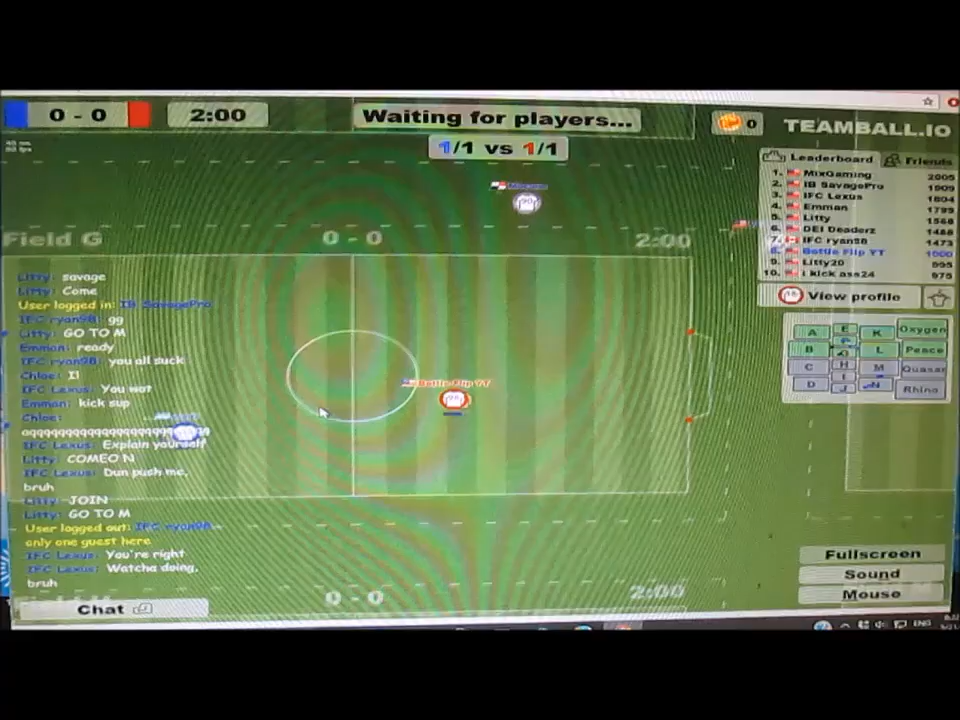 0 - 0
2:00
Waiting for players...
0
TEAMBALL.IO
1/1 vs 1/1
Leaderboard
Friends
1. MixGaming 2005
2. IB SavagePro 1909
3. IFC Lexus 1804
4. Emman 1799
5. Litty 1568
6. DEI Deaderz 1488
7. IFC ryan98 1473
8. Battle Flip YT 1000
9. Litty20 995
10. i kick ass24 975
View profile
Field G
0 - 0
2:00
Litty: savage
Litty: Come
User logged in: IB SavagePro
IFC ryan98: gg
Litty: GO TO M
Emman: ready
IFC ryan98: you all suck
Chloe: I!
IFC Lexus: You wot
Emman: kick sup
Chloe:
IFC Lexus: Explain yourself
Litty: COMEO N
IFC Lexus: Dun push me,
bruh
Litty: JOIN
Litty: GO TO M
User logged out: IFC ryan98
only one guest here
IFC Lexus: You're right
IFC Lexus: Watcha doing,
bruh
Battle Flip YT
A
E
K
Oxygen
B
L
Peace
C
H
M
Quasar
D
I
J
N
Rhino
Fullscreen
Sound
Mouse
0 - 0
2:00
Chat
ENG